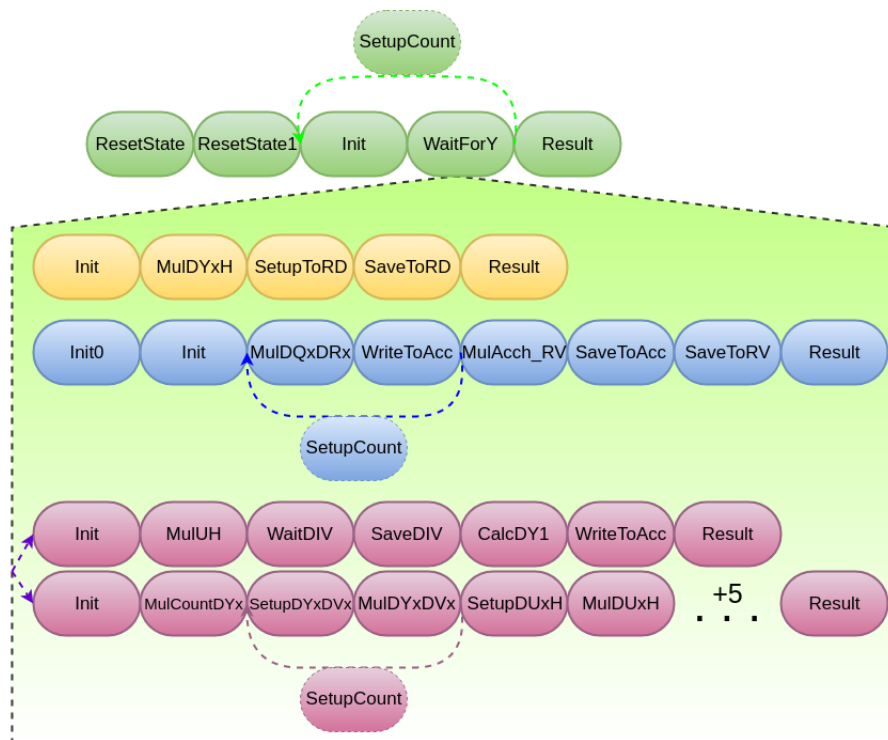 SetupCount
ResetState ResetState1 Init WaitForY Result
Init MulDYxH SetupToRD SaveToRD Result
Init0 Init MulDQxDRx WriteToAcc MulAcch_RV SaveToAcc SaveToRV Result
SetupCount
Init MulUH WaitDIV SaveDIV CalcDY1 WriteToAcc Result
Init MulCountDYx SetupDYxDVx MulDYxDVx SetupDUxH MulDUxH +5 . . . Result
SetupCount